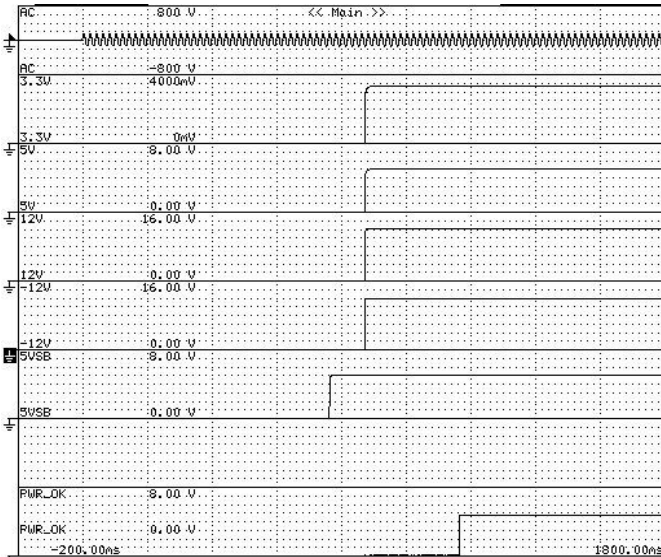 AC 800 V << Main >>
AC -800 V
3.3V 4000mV
3.3V 0mV
5V 8.00 V
5V 0.00 V
12V 16.00 V
12V 0.00 V
-12V 16.00 V
-12V 0.00 V
5VSB 8.00 V
5VSB 0.00 V
PWR_OK 8.00 V
PWR_OK 0.00 V
-200.00ms 1800.00ms